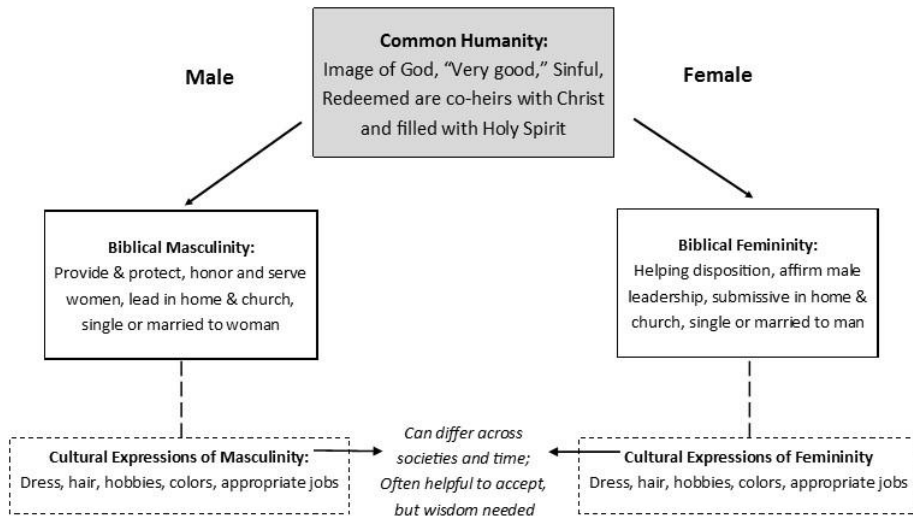 Common Humanity:
Image of God, “Very good,” Sinful,
Redeemed are co-heirs with Christ
and filled with Holy Spirit
Male
Female
Biblical Masculinity:
Provide & protect, honor and serve
women, lead in home & church,
single or married to woman
Biblical Femininity:
Helping disposition, affirm male
leadership, submissive in home &
church, single or married to man
Cultural Expressions of Masculinity:
Dress, hair, hobbies, colors, appropriate jobs
Can differ across
societies and time;
Often helpful to accept,
but wisdom needed
Cultural Expressions of Femininity
Dress, hair, hobbies, colors, appropriate jobs